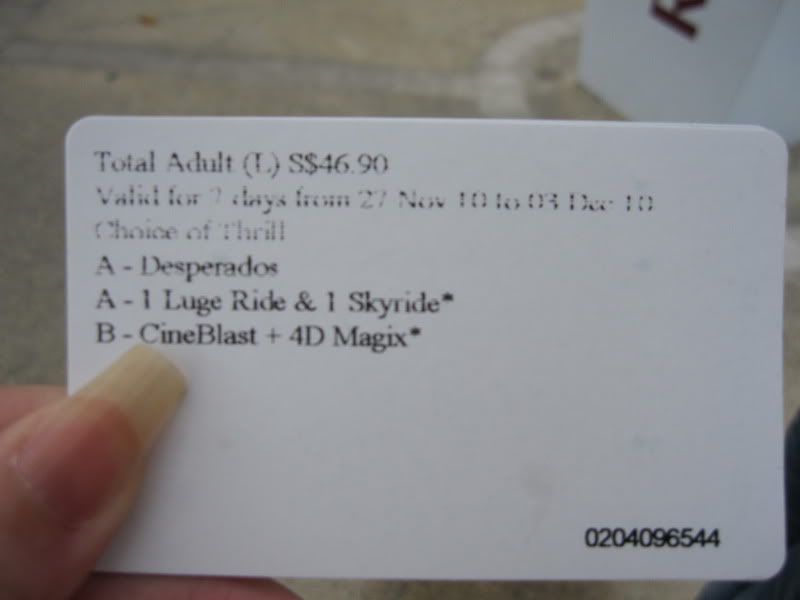 Total Adult (L) S$46.90
Valid for 7 days from 27 Nov 10 to 03 Dec 10
Choice of Thrill
A - Desperados
A - 1 Luge Ride & 1 Skyride*
B - CineBlast + 4D Magix*
0204096544
R